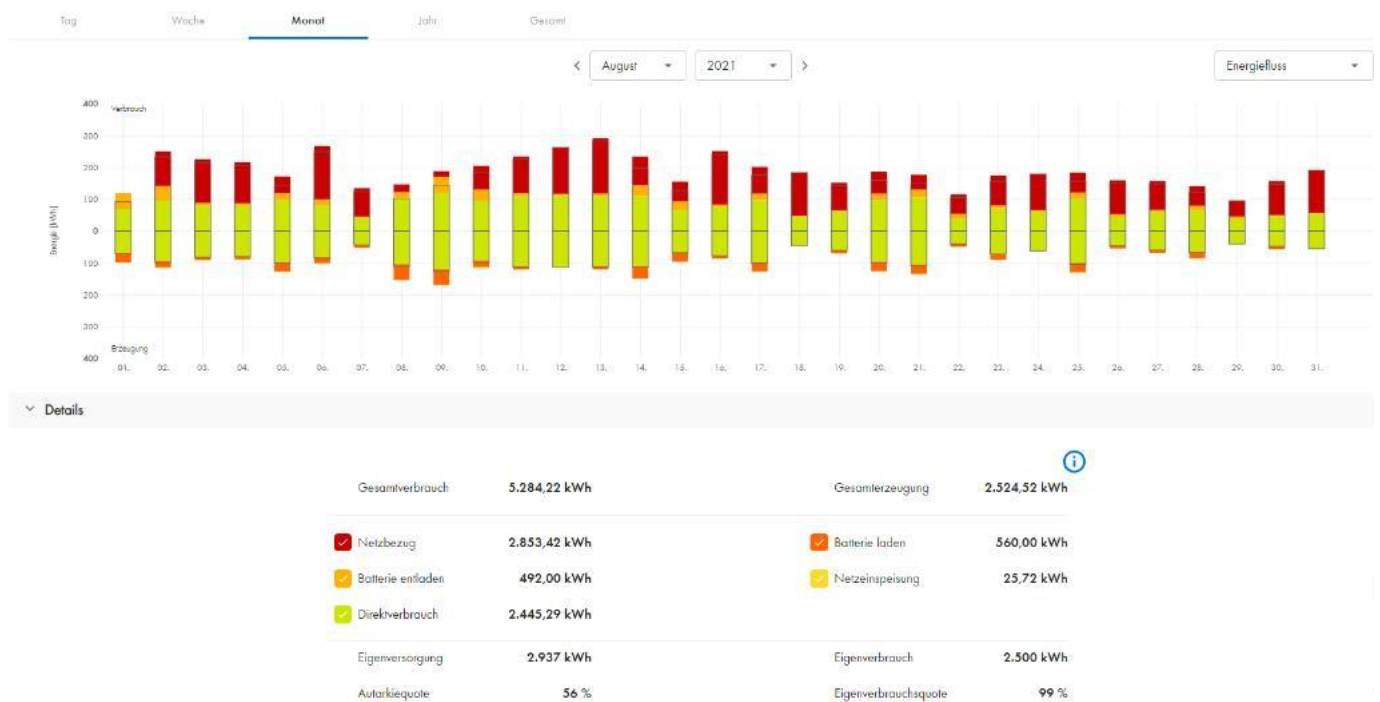 Tag Woche Monat Jahr Gesamt
August 2021 Energiefluss
400 Verbrauch
300
200
100
0
100
200
300
400 Erzeugung
Energie [kWh]
01. 02. 03. 04. 05. 06. 07. 08. 09. 10. 11. 12. 13. 14. 15. 16. 17. 18. 19. 20. 21. 22. 23. 24. 25. 26. 27. 28. 29. 30. 31.
Details
Gesamtverbrauch 5.284,22 kWh Gesamterzeugung 2.524,52 kWh
Netzbezug 2.853,42 kWh Batterie laden 560,00 kWh
Batterie entladen 492,00 kWh Netzeinspeisung 25,72 kWh
Direktverbrauch 2.445,29 kWh
Eigenversorgung 2.937 kWh Eigenverbrauch 2.500 kWh
Autarkiequote 56 % Eigenverbrauchsquote 99 %